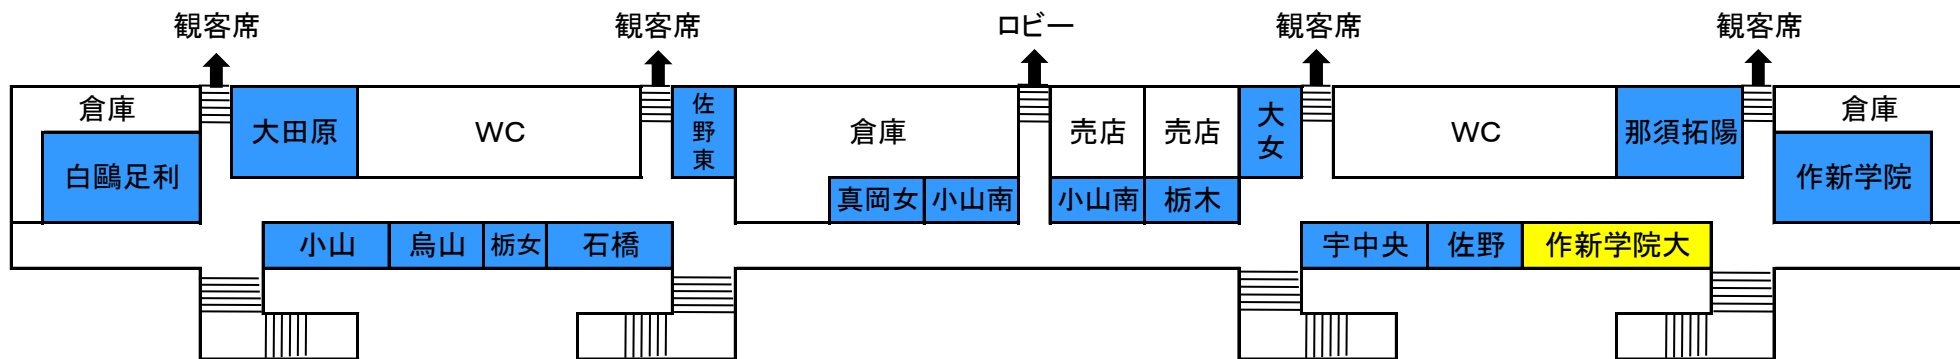 観客席
観客席
ロビー
観客席
観客席
倉庫
白鷗足利
大田原
WC
佐野東
倉庫
売店
売店
大女
WC
那須拓陽
倉庫
作新学院
真岡女
小山南
小山南
栃木
小山
烏山
栃女
石橋
宇中央
佐野
作新学院大